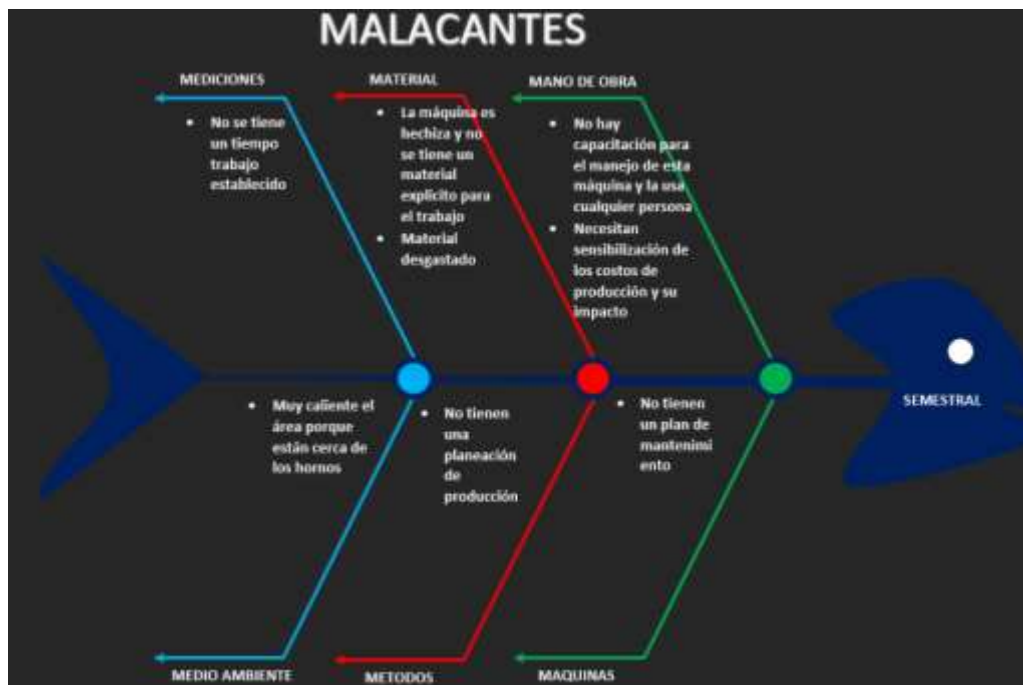 MALACANTES
MEDICIONES
• No se tiene
un tiempo
trabajo
establecido
MATERIAL
• La máquina es
hechiza y no
se tiene un
material
explícito para
el trabajo
• Material
desgastado
MANO DE OBRA
• No hay
capacitación para
el manejo de esta
máquina y la usa
cualquier persona
• Necesitan
sensibilización de
los costos de
producción y su
impacto
SEMESTRAL
• Muy caliente el
área porque
están cerca de
los hornos
MEDIO AMBIENTE
• No tienen
una
planeación
de
producción
METODOS
• No tienen
un plan de
mantenimi
ento
MAQUINAS